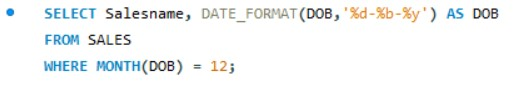 SELECT Salesname, DATE_FORMAT(DOB,'%d-%b-%y') AS DOB
FROM SALES
WHERE MONTH(DOB) = 12;